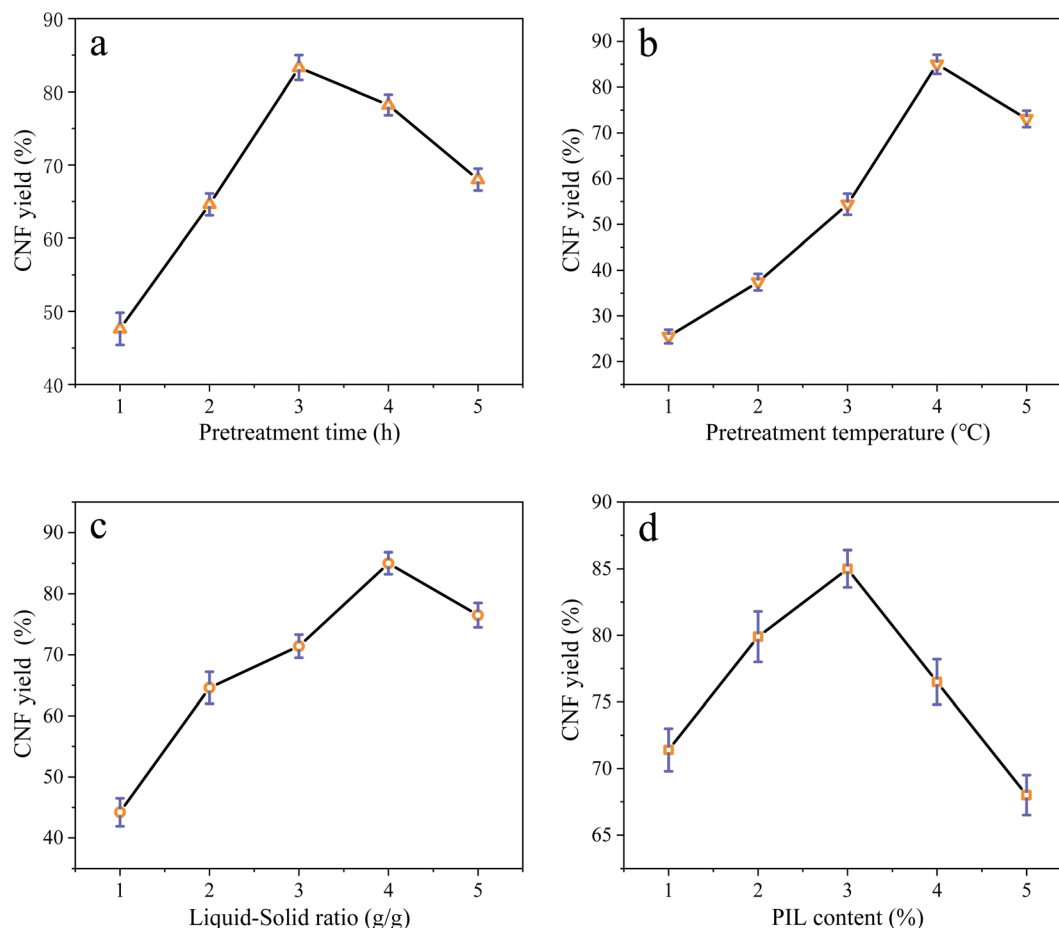 a
CNF yield (%)
90
80
70
60
50
40
1 2 3 4 5
Pretreatment time (h)
b
CNF yield (%)
90
80
70
60
50
40
30
20
1 2 3 4 5
Pretreatment temperature (℃)
c
CNF yield (%)
90
80
70
60
50
40
1 2 3 4 5
Liquid-Solid ratio (g/g)
d
CNF yield (%)
90
85
80
75
70
65
1 2 3 4 5
PIL content (%)